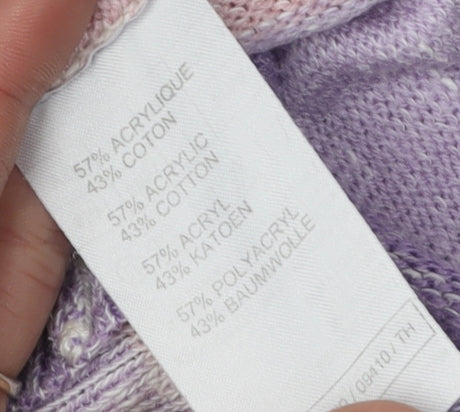 57% ACRYLIQUE
43% COTON
57% ACRYLIC
43% COTTON
57% ACRYL
43% KATOEN
57% POLYACRYL
43% BAUMWOLLE
/ 09410 / TH